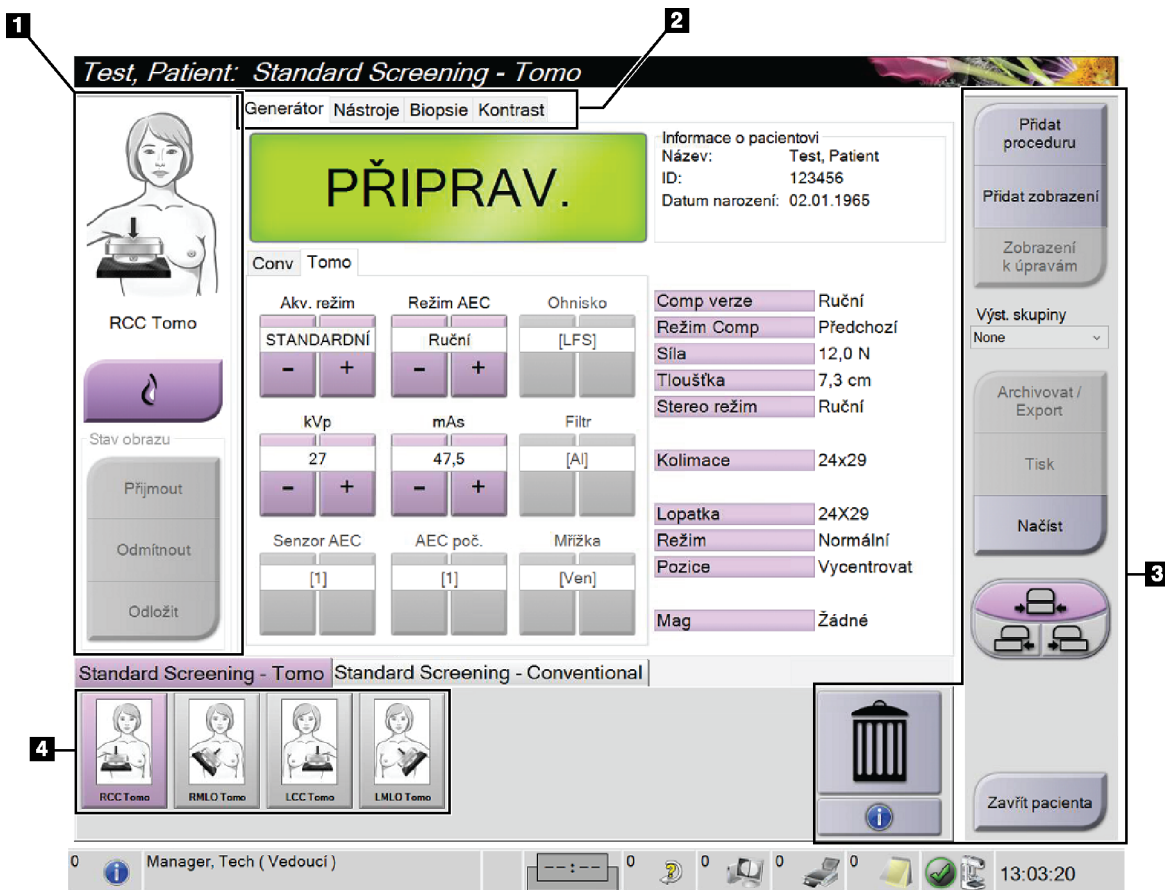 1
2
Test, Patient: Standard Screening - Tomo
Generátor Nástroje Biopsie Kontrast
PŘIPRAV.
Informace o pacientovi
Název: Test, Patient
ID: 123456
Datum narození: 02.01.1965
Přidat
proceduru
Přidat zobrazení
Zobrazení
k úpravám
Výst. skupiny
None
Archivovat /
Export
Tisk
Načíst
3
Zavřít pacienta
RCC Tomo
Stav obrazu
Přijmout
Odmítnout
Odložit
Conv Tomo
Akv. režim Režim AEC Ohnisko
STANDARDNÍ Ruční [LFS]
- + - +
kVp mAs Filtr
27 47,5 [Al]
- + - +
Senzor AEC AEC poč. Mřížka
[1] [1] [Ven]
Comp verze Ruční
Režim Comp Předchozí
Síla 12,0 N
Tloušťka 7,3 cm
Stereo režim Ruční
Kolimace 24x29
Lopatka 24X29
Režim Normální
Pozice Vycentrovat
Mag Žádné
Standard Screening - Tomo Standard Screening - Conventional
4
RCC Tomo RMLO Tomo LCC Tomo LMLO Tomo
0 Manager, Tech ( Vedoucí ) --:-- 0 0 0 0 13:03:20